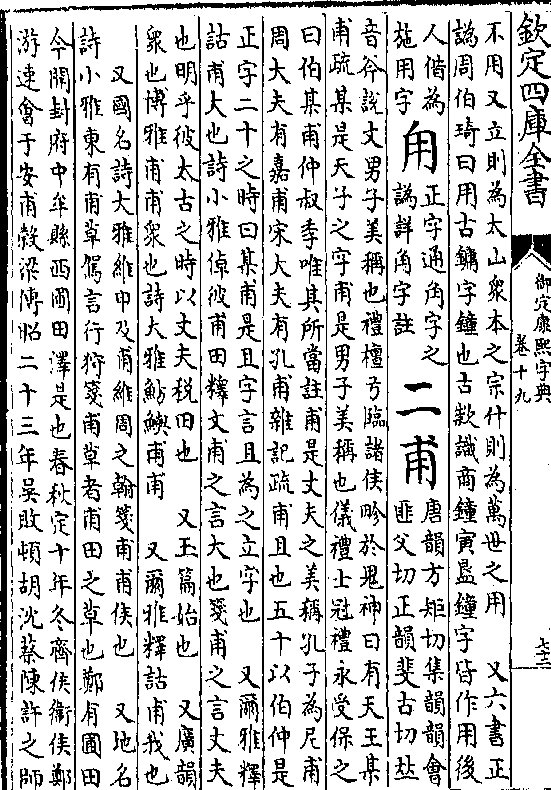 欽定四庫全書
御定康熙字典
卷十九
七十二
不用又立則為太山衆木之宗什則為萬世之用　又六書正
譌周伯琦曰用古鏞字鐘也古欵識商鐘寅簋鐘字皆作用後
人借為
施用字
甪
正字通角字之
譌詳角字註
二
甫
唐韻方矩切集韻韻會
匪父切正韻斐古切𠀤
音斧說文男子美稱也禮檀弓臨諸侯畛於鬼神曰有天王某
甫疏某是天子之字甫是男子美稱也儀禮士冠禮永受保之
曰伯某甫仲叔季唯其所當註甫是丈夫之美稱孔子為尼甫
周大夫有嘉甫宋大夫有孔甫雜記疏甫且也五十以伯仲是
正字二十之時曰某甫是且字言且為之立字也　又爾雅釋
詁甫大也詩小雅倬彼甫田釋文甫之言大也箋甫之言丈夫
也明乎彼太古之時以丈夫税田也　又玉篇始也　又廣韻
衆也博雅甫甫衆也詩大雅魴鱮甫甫　又爾雅釋詁甫我也
又國名詩大雅維申及甫維周之翰箋甫甫侯也　又地名
詩小雅東有甫草駕言行狩箋甫草者甫田之草也鄭有圃田
今開封府中牟縣西圃田澤是也春秋定十年冬齊侯衛侯鄭
游速會于安甫穀梁傳昭二十三年吳敗頓胡沈蔡陳許之師